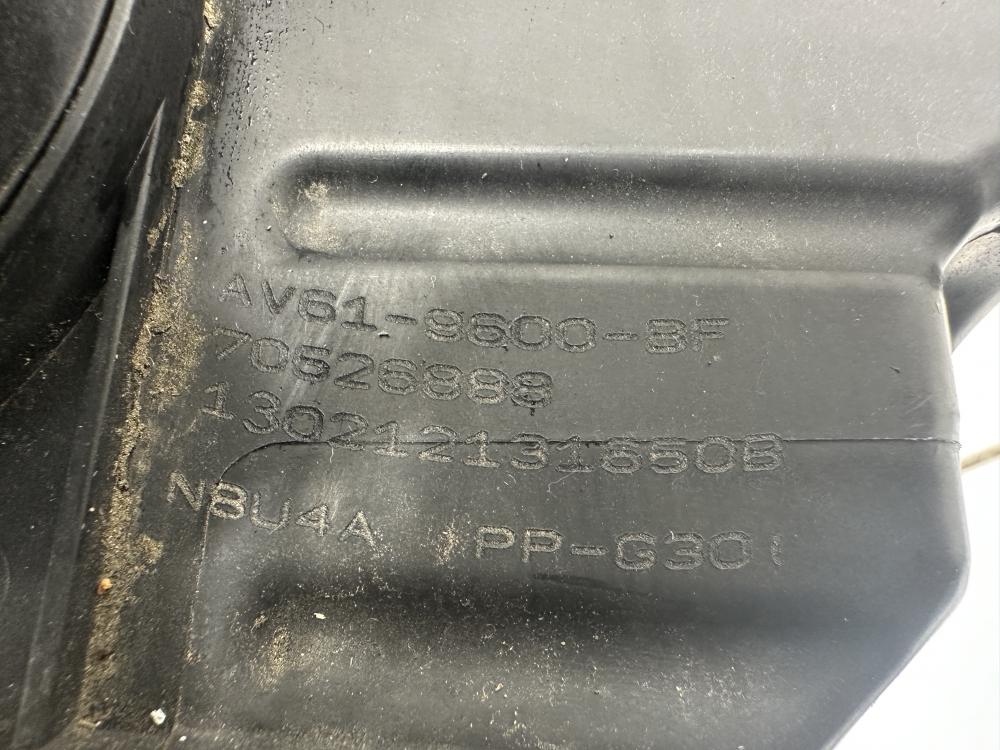 AV61-9600-BF
70526888
130212131650B
N8U4A PP-G30